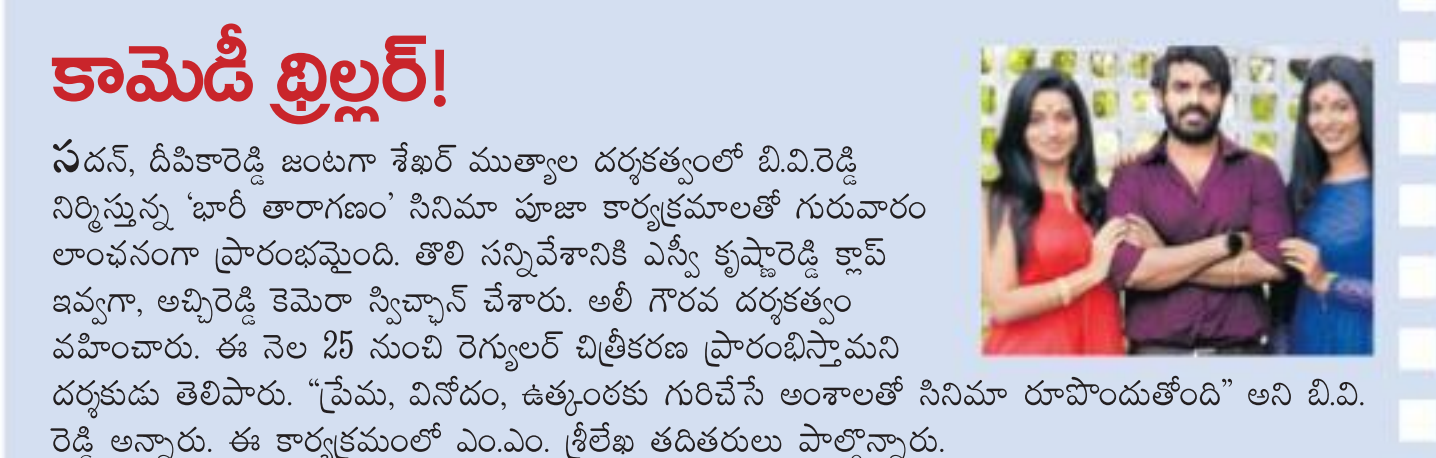 కామెడీ థ్రిల్లర్!
సదన్, దీపికారెడ్డి జంటగా శేఖర్ ముత్యాల దర్శకత్వంలో బి.వి.రెడ్డి
నిర్మిస్తున్న ‘భారీ తారాగణం’ సినిమా పూజా కార్యక్రమాలతో గురువారం
లాంఛనంగా ప్రారంభమైంది. తొలి సన్నివేశానికి ఎస్వీ కృష్ణారెడ్డి క్లాప్
ఇవ్వగా, అచ్చిరెడ్డి కెమెరా స్విచ్ఛాన్ చేశారు. అలీ గౌరవ దర్శకత్వం
వహించారు. ఈ నెల 25 నుంచి రెగ్యులర్ చిత్రీకరణ ప్రారంభిస్తామని
దర్శకుడు తెలిపారు. “ప్రేమ, వినోదం, ఉత్కంఠకు గురిచేసే అంశాలతో సినిమా రూపొందుతోంది” అని బి.వి.
రెడ్డి అన్నారు. ఈ కార్యక్రమంలో ఎం.ఎం. శ్రీలేఖ తదితరులు పాల్గొన్నారు.